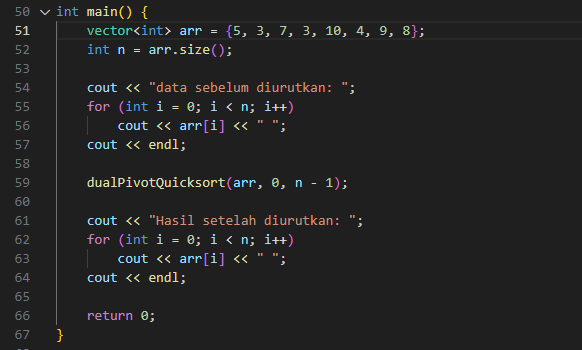 50 int main() {
51 vector<int> arr = {5, 3, 7, 3, 10, 4, 9, 8};
52 int n = arr.size();
53
54 cout << "data sebelum diurutkan: ";
55 for (int i = 0; i < n; i++)
56 cout << arr[i] << " ";
57 cout << endl;
58
59 dualPivotQuicksort(arr, 0, n - 1);
60
61 cout << "Hasil setelah diurutkan: ";
62 for (int i = 0; i < n; i++)
63 cout << arr[i] << " ";
64 cout << endl;
65
66 return 0;
67 }